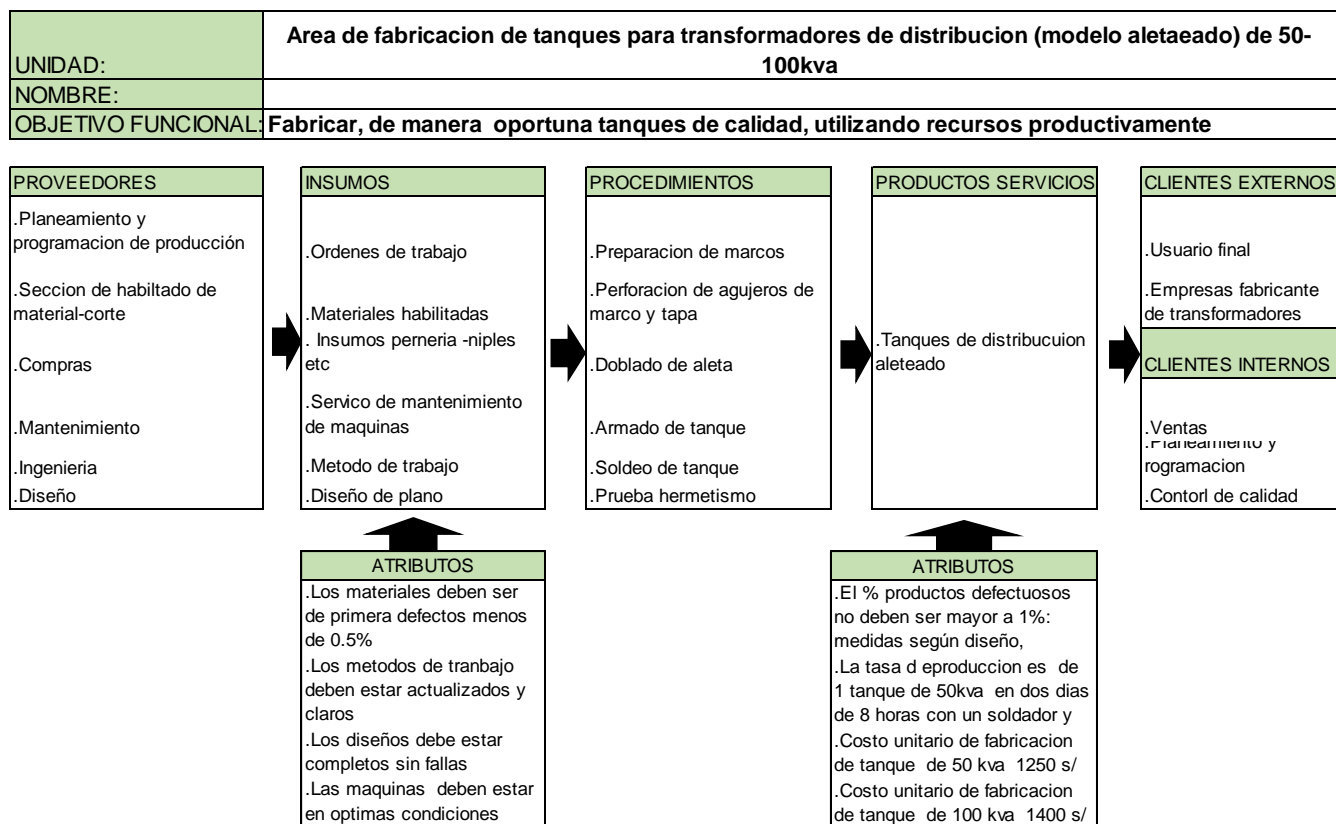 Area de fabricacion de tanques para transformadores de distribucion (modelo aletaeado) de 50-
UNIDAD:
100kva
NOMBRE:
OBJETIVO FUNCIONAL: Fabricar, de manera oportuna tanques de calidad, utilizando recursos productivamente
PROVEEDORES
.Planeamiento y
programacion de producción
.Seccion de habiltado de
material-corte
.Compras
.Mantenimiento
.Ingenieria
.Diseño
INSUMOS
.Ordenes de trabajo
.Materiales habilitadas
. Insumos perneria -niples
etc
.Servico de mantenimiento
de maquinas
.Metodo de trabajo
.Diseño de plano
PROCEDIMIENTOS
.Preparacion de marcos
.Perforacion de agujeros de
marco y tapa
.Doblado de aleta
.Armado de tanque
.Soldeo de tanque
.Prueba hermetismo
PRODUCTOS SERVICIOS
.Tanques de distribucuion
aleteado
CLIENTES EXTERNOS
.Usuario final
.Empresas fabricante
de transformadores
CLIENTES INTERNOS
.Ventas
.Planeamiento y
rogramacion
.Contorl de calidad
ATRIBUTOS
.Los materiales deben ser
de primera defectos menos
de 0.5%
.Los metodos de tranbajo
deben estar actualizados y
claros
.Los diseños debe estar
completos sin fallas
.Las maquinas deben estar
en optimas condiciones
ATRIBUTOS
.El % productos defectuosos
no deben ser mayor a 1%:
medidas según diseño,
.La tasa d eproduccion es de
1 tanque de 50kva en dos dias
de 8 horas con un soldador y
.Costo unitario de fabricacion
de tanque de 50 kva 1250 s/
.Costo unitario de fabricacion
de tanque de 100 kva 1400 s/